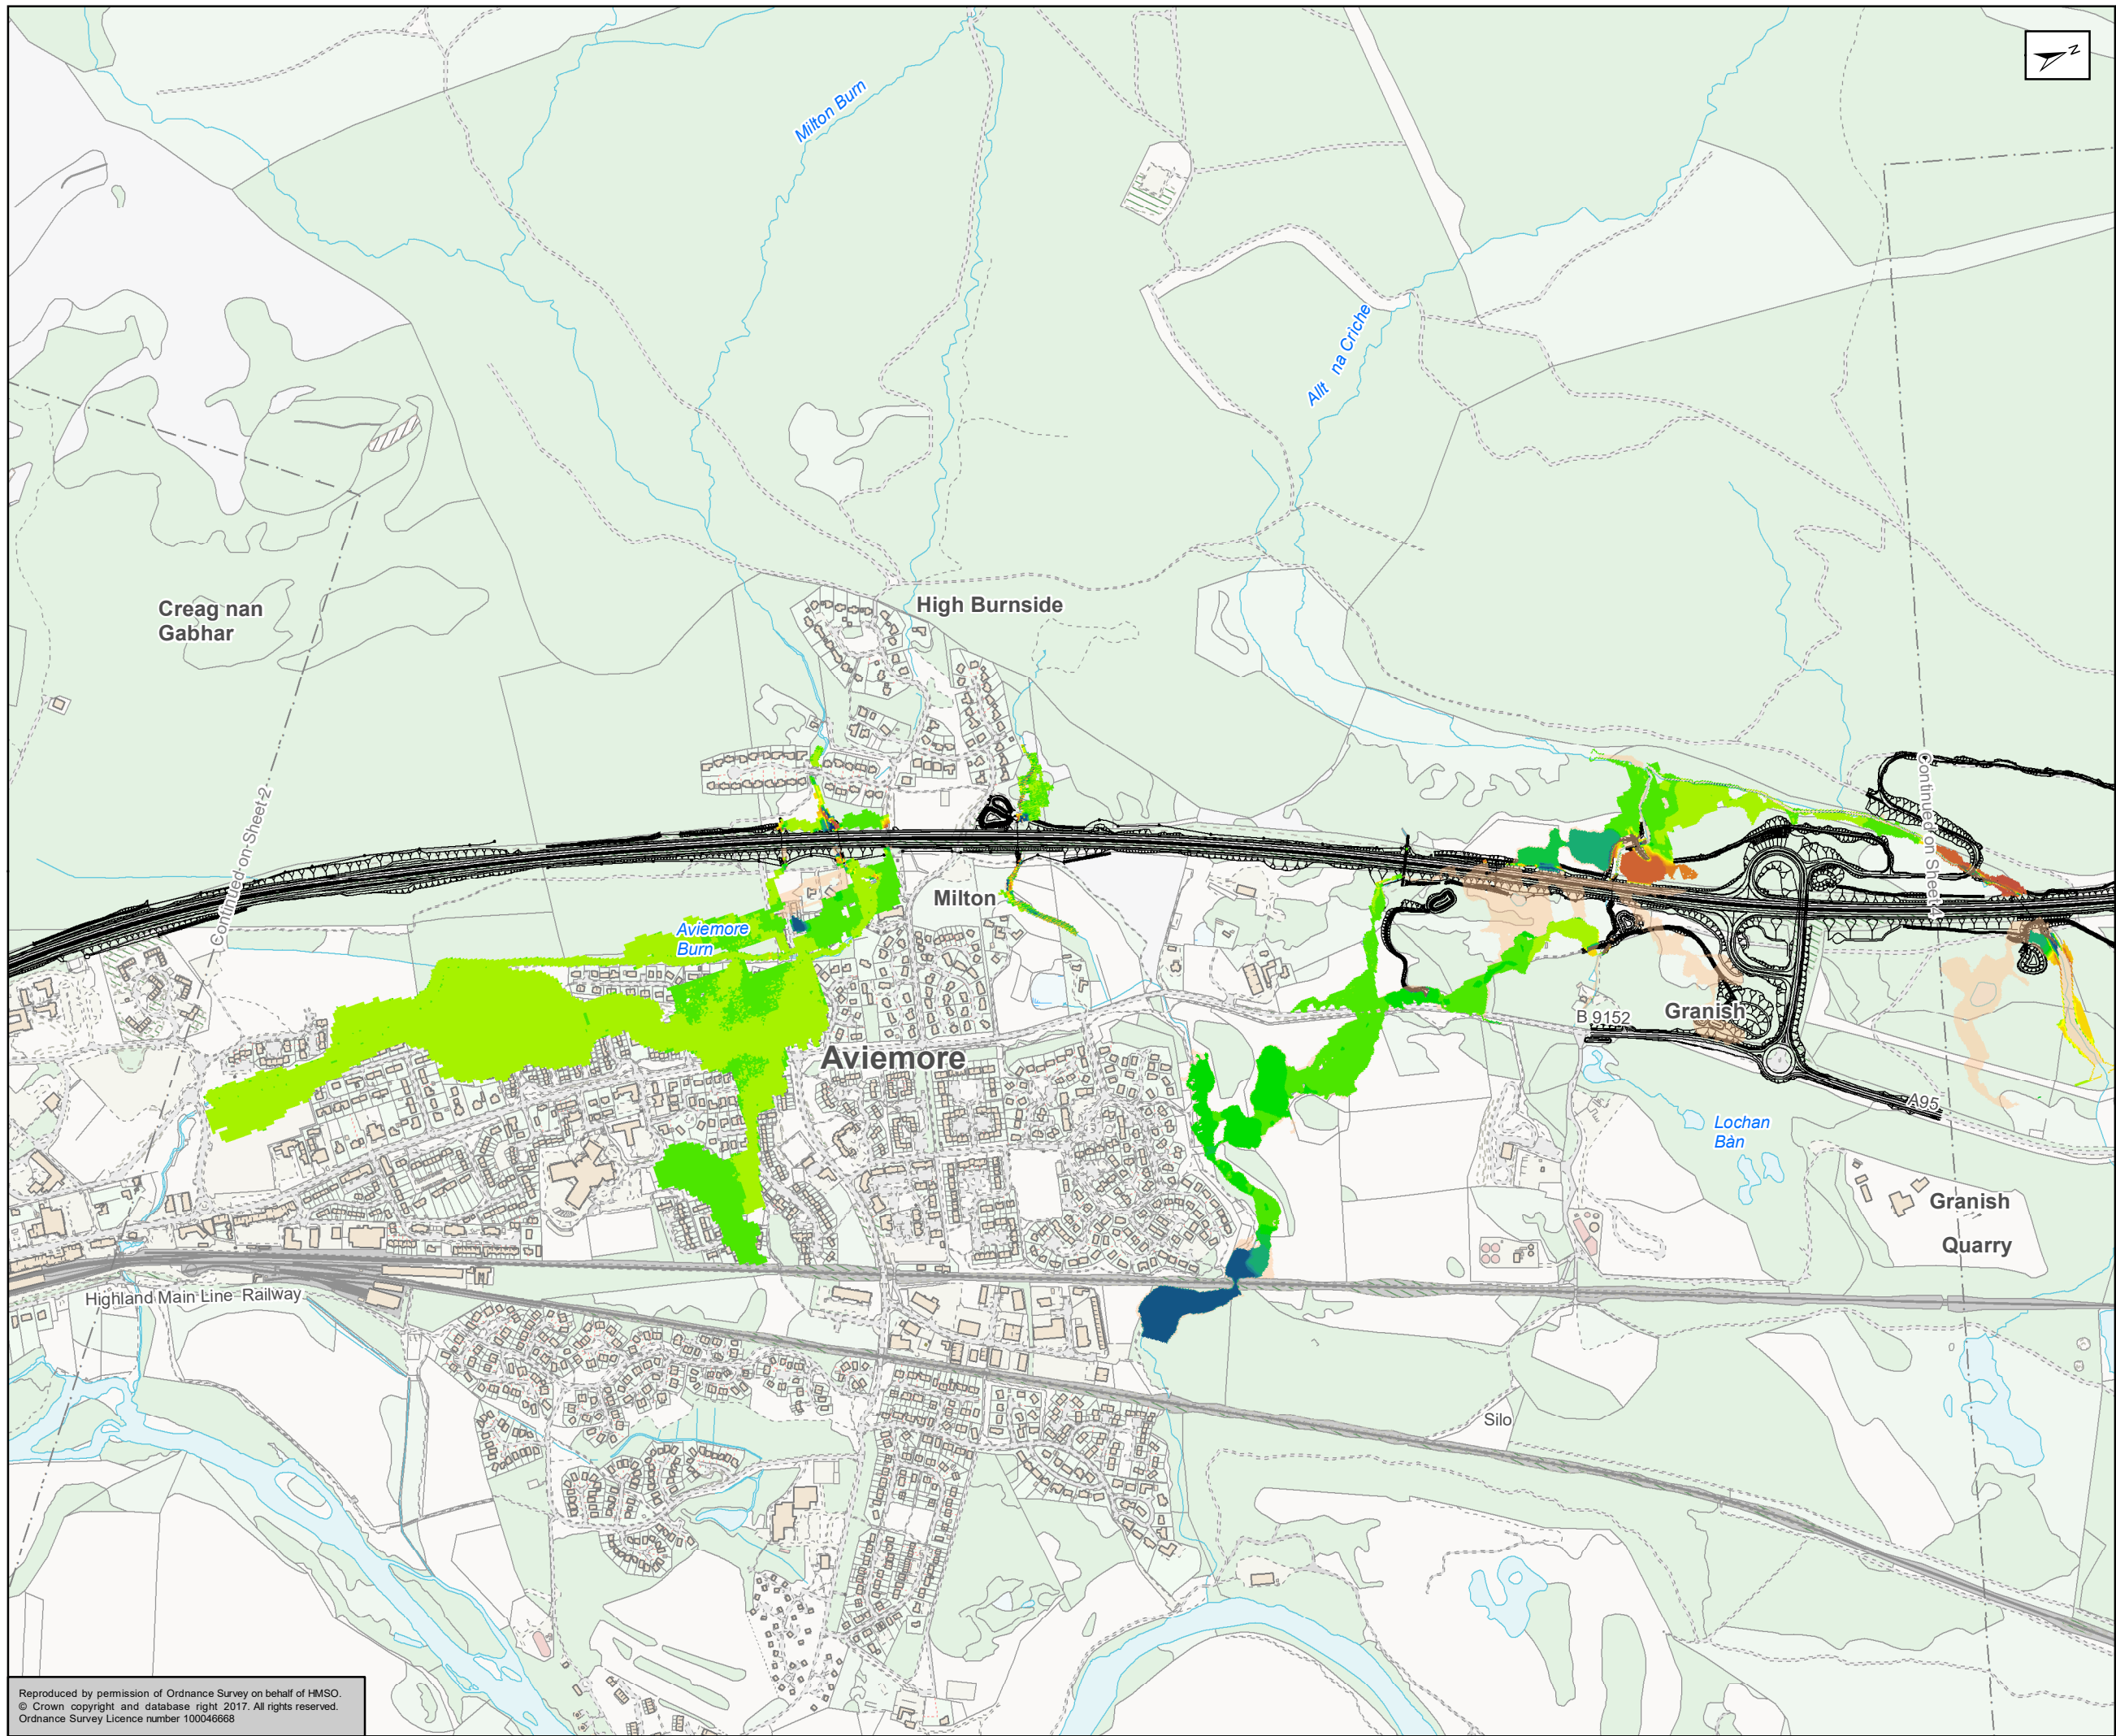 N
Milton Burn
Allt na Crìche
Creag nan
Gabhar
High Burnside
Continued on Sheet 2
Continued on Sheet 4
Milton
Aviemore
Burn
B 9152
Granish
Aviemore
A95
Lochan
Bàn
Granish
Quarry
Highland Main Line Railway
Silo
Reproduced by permission of Ordnance Survey on behalf of HMSO.
© Crown copyright and database right 2017. All rights reserved.
Ordnance Survey Licence number 100046668